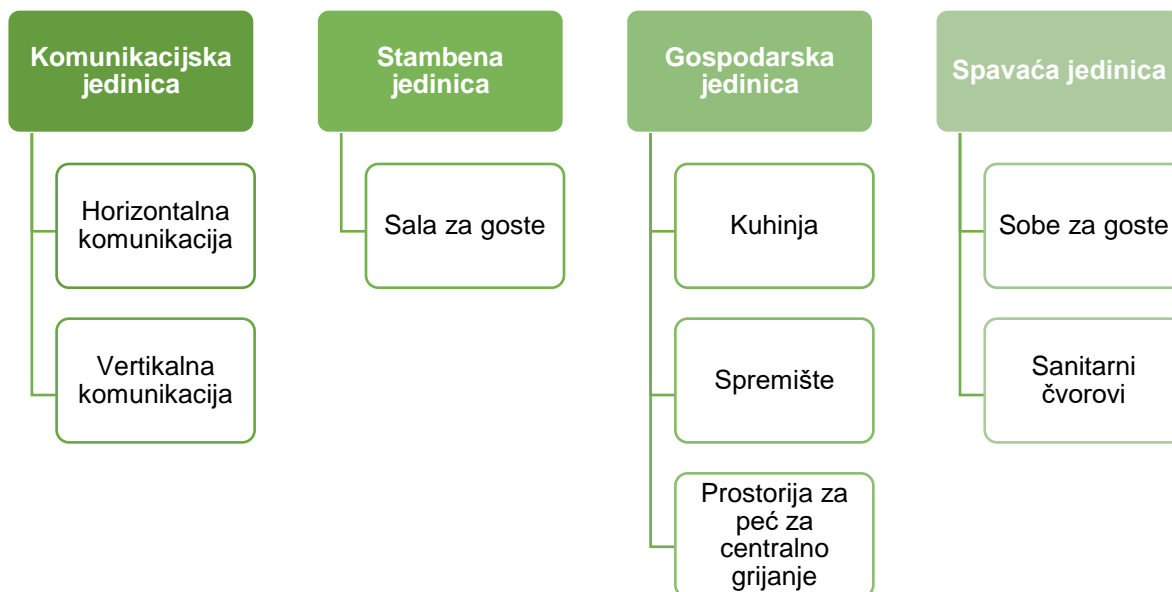 Komunikacijska
jedinica
Horizontalna
komunikacija
Vertikalna
komunikacija
Stambena
jedinica
Sala za goste
Gospodarska
jedinica
Kuhinja
Spremište
Prostorija za
peć za
centralno
grijanje
Spavaća jedinica
Sobe za goste
Sanitarni
čvorovi